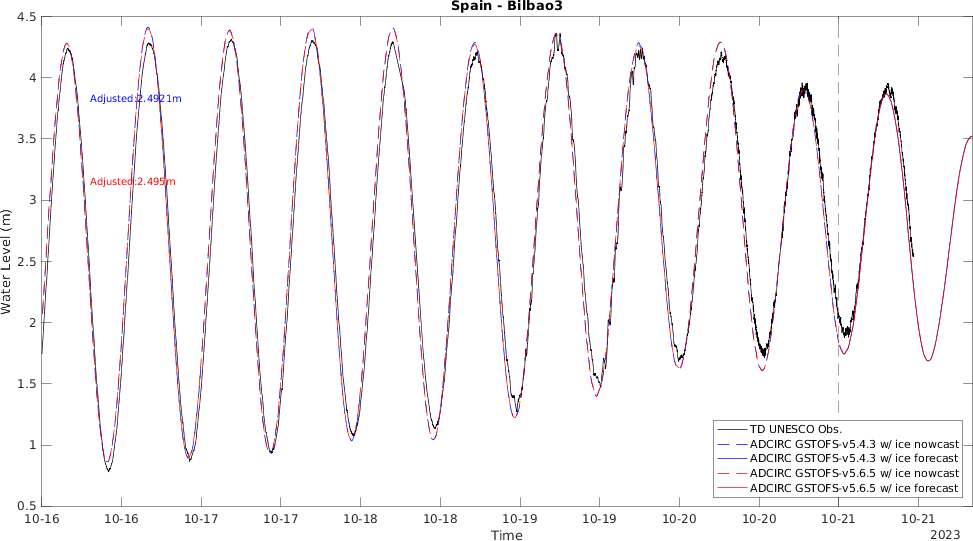 Spain - Bilbao3
4.5
4
3.5
3
2.5
2
1.5
1
0.5
Water Level (m)
Adjusted:2.4921m
Adjusted:2.495m
TD UNESCO Obs.
ADCIRC GSTOFS-v5.4.3 w/ ice nowcast
ADCIRC GSTOFS-v5.4.3 w/ ice forecast
ADCIRC GSTOFS-v5.6.5 w/ ice nowcast
ADCIRC GSTOFS-v5.6.5 w/ ice forecast
10-16 10-16 10-17 10-17 10-18 10-18 10-19 10-19 10-20 10-20 10-21 10-21
2023
Time